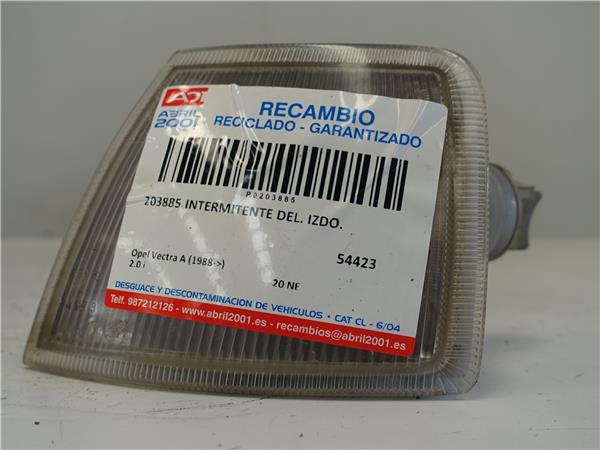 AD1
ABRIL
2001
RECAMBIO
RECICLADO - GARANTIZADO
P0203885
203885 INTERMITENTE DEL. IZDO.
54423
Opel Vectra A (1988->)
2.0 i
20 NE
DESGUACE Y DESCONTAMINACION DE VEHICULOS • CAT CL - 6/04
Telf. 987212126 - www.abril2001.es - recambios@abril2001.es